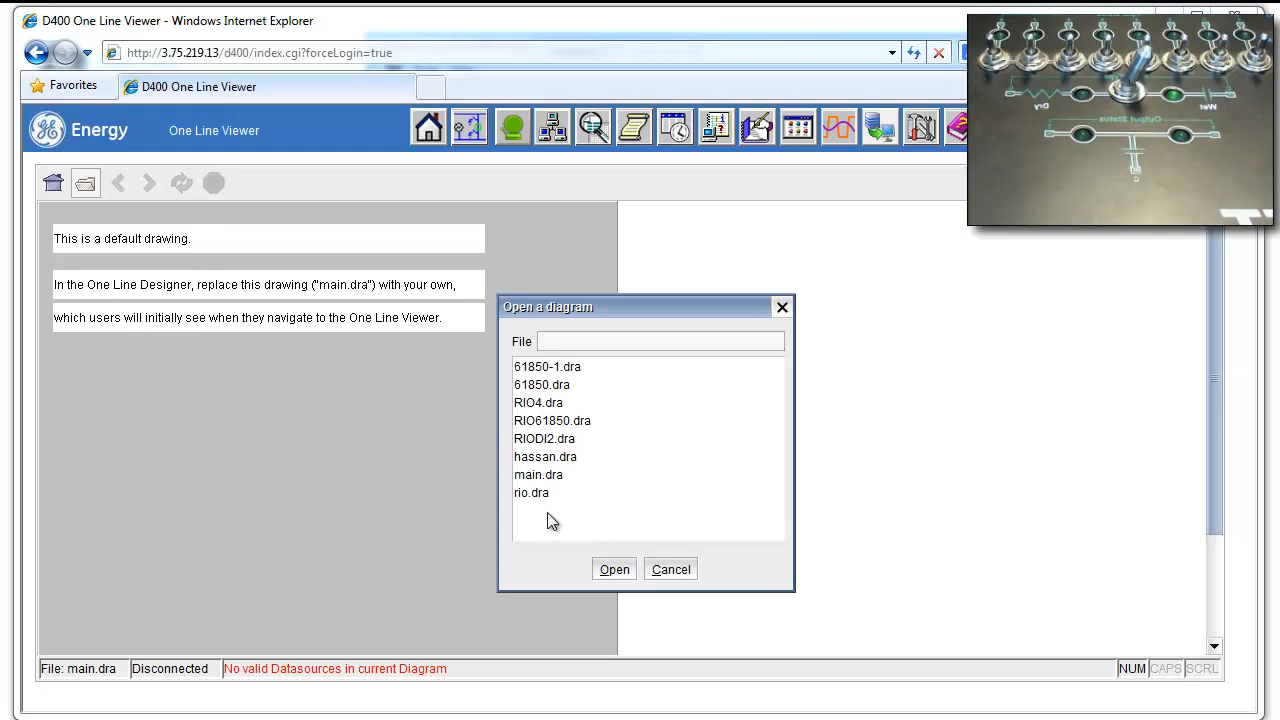 D400 One Line Viewer - Windows Internet Explorer
http://3.75.219.13/d400/index.cgi?forceLogin=true
Favorites
D400 One Line Viewer
Energy
One Line Viewer
This is a default drawing.
In the One Line Designer, replace this drawing ("main.dra") with your own,
which users will initially see when they navigate to the One Line Viewer.
Open a diagram
File
61850-1.dra
61850.dra
RIO4.dra
RIO61850.dra
RIODI2.dra
hassan.dra
main.dra
rio.dra
Open
Cancel
File: main.dra
Disconnected
No valid Datasources in current Diagram
NUM
CAPS
SCRL
Dry
Wet
Output Status